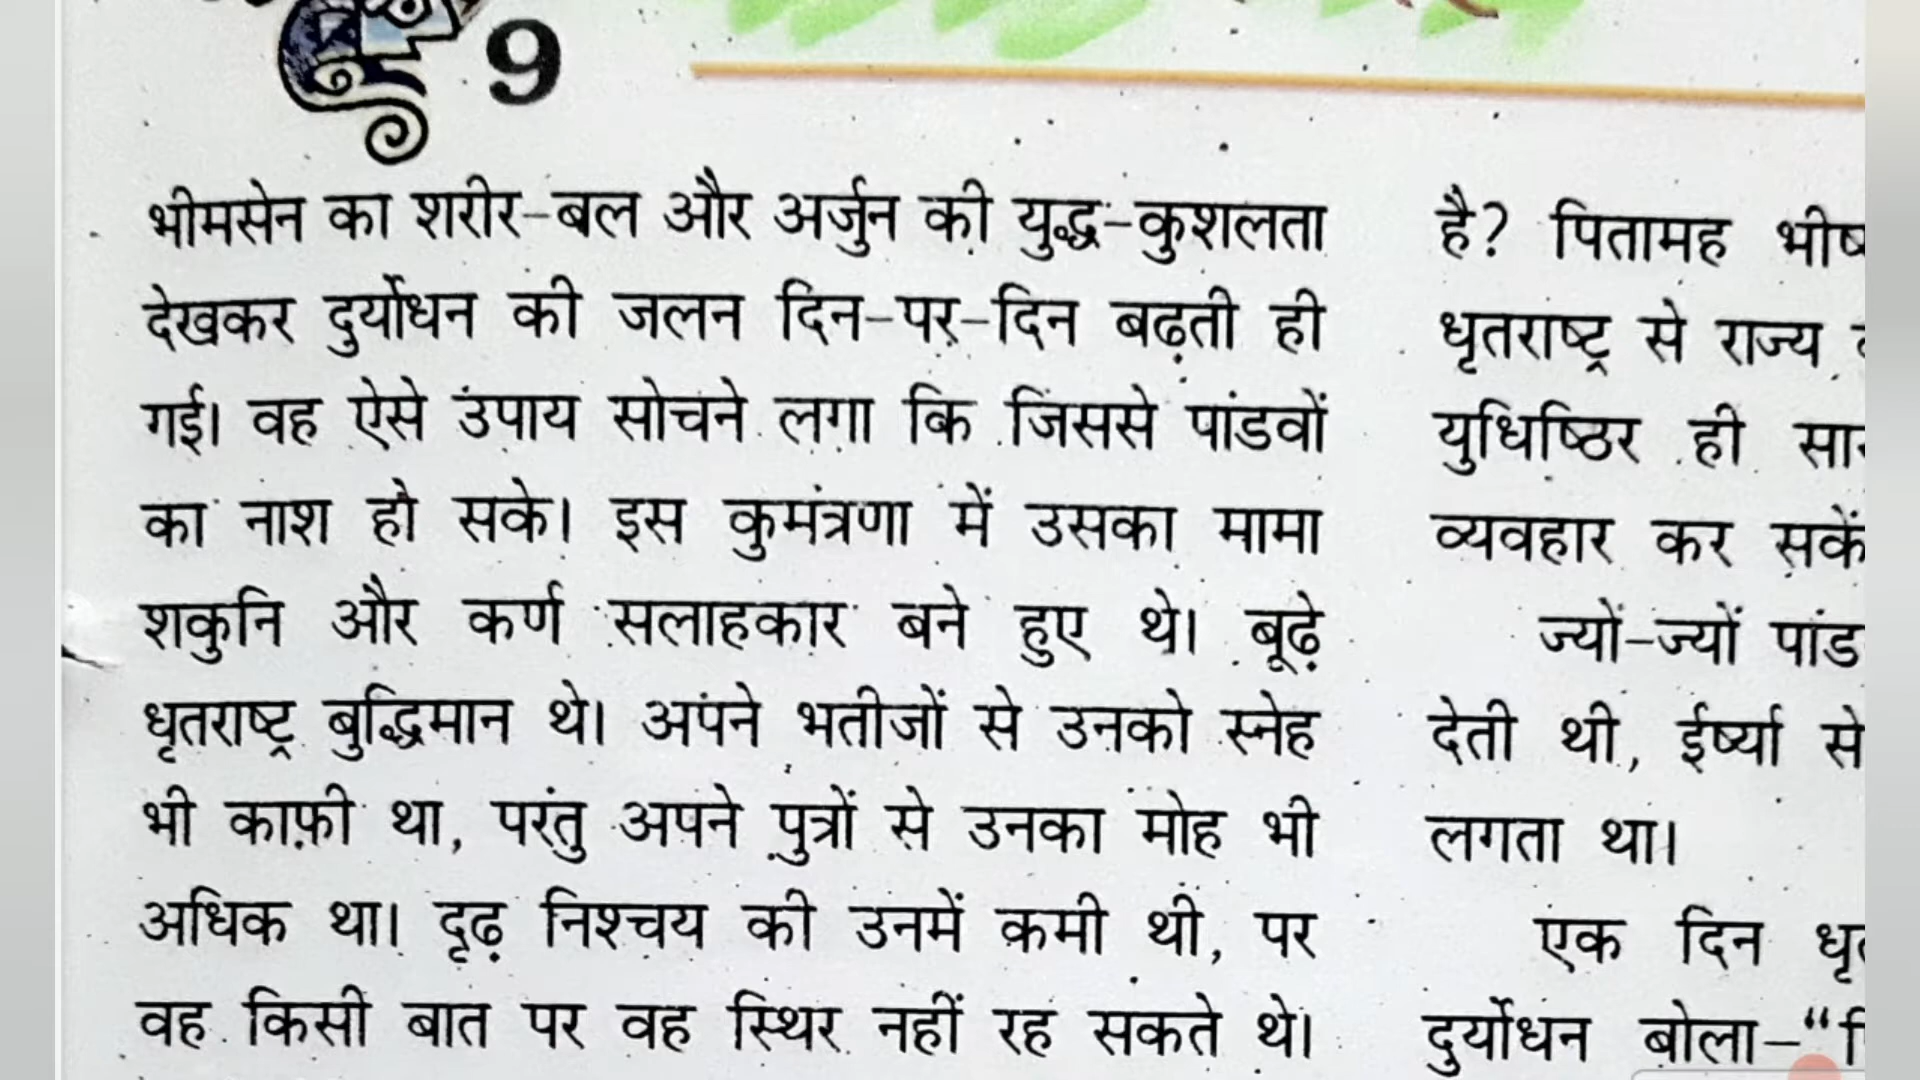 9
भीमसेन का शरीर-बल और अर्जुन की युद्ध-कुशलता
देखकर दुर्योधन की जलन दिन-पर-दिन बढ़ती ही
गई। वह ऐसे उपाय सोचने लगा कि जिससे पांडवों
का नाश हो सके। इस कुमंत्रणा में उसका मामा
शकुनि और कर्ण सलाहकार बने हुए थे। बूढ़े
धृतराष्ट्र बुद्धिमान थे। अपने भतीजों से उनको स्नेह
भी काफ़ी था, परंतु अपने पुत्रों से उनका मोह भी
अधिक था। दृढ़ निश्चय की उनमें कमी थी, पर
वह किसी बात पर वह स्थिर नहीं रह सकते थे।
है? पितामह
धृतराष्ट्र से राज्य
युधिष्ठिर ही
व्यवहार कर सकें
ज्यों-ज्यों
देती थी, ईर्ष्या से
लगता था।
एक दिन
दुर्योधन बोला-“